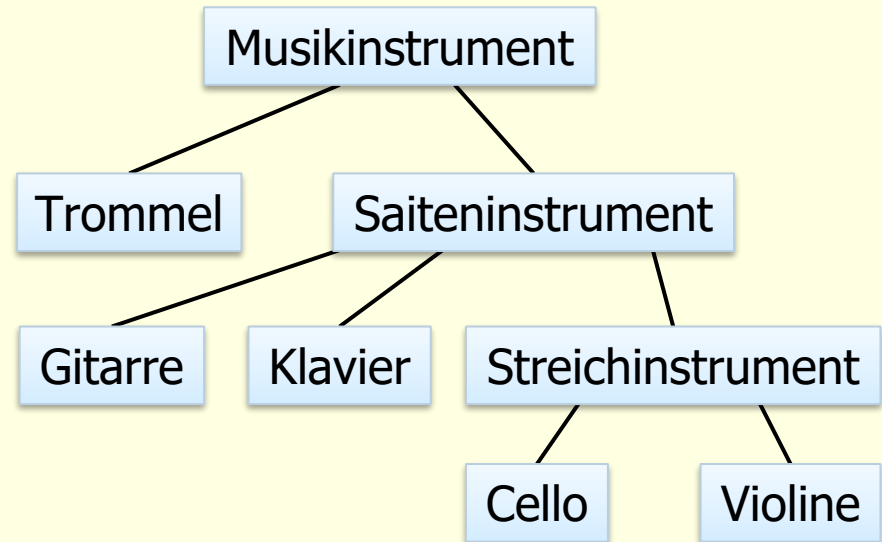 Musikinstrument
Trommel
Saiteninstrument
Gitarre
Klavier
Streichinstrument
Cello
Violine